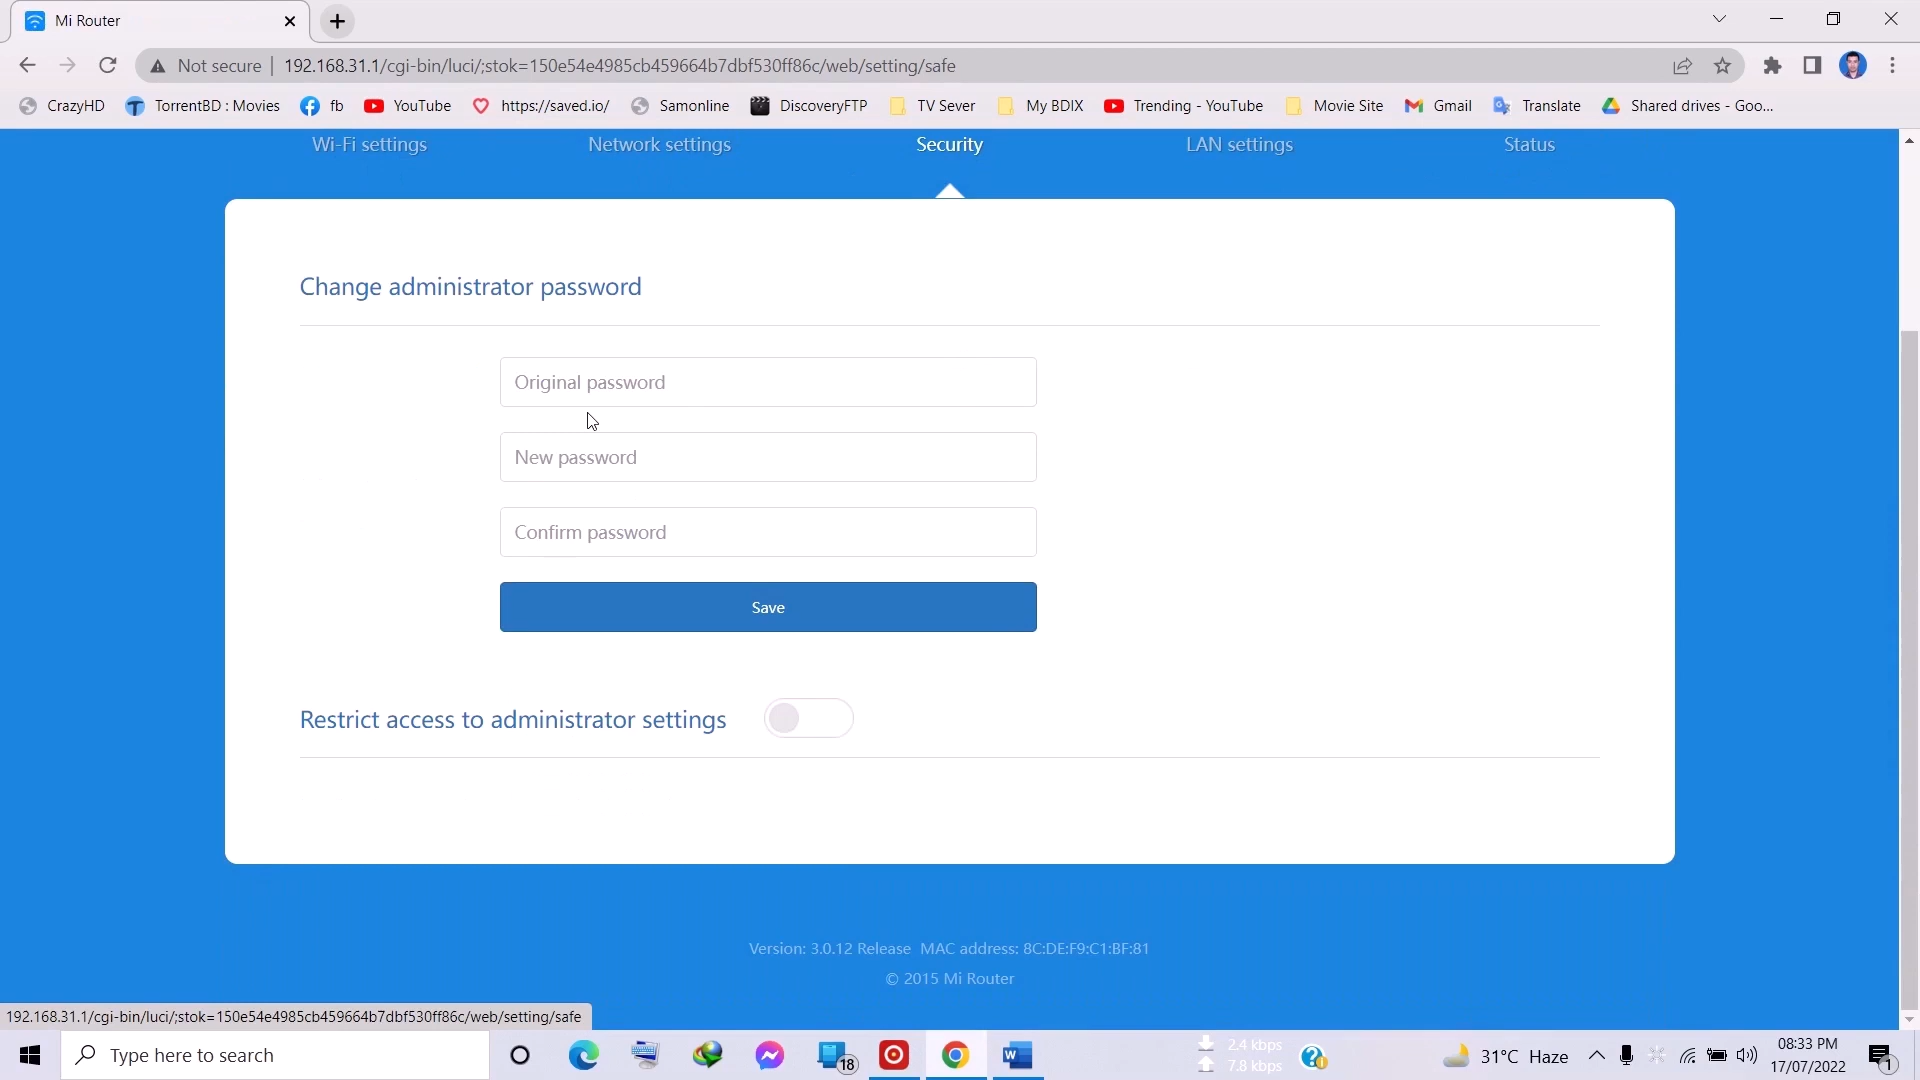 Mi Router
Not secure 192.168.31.1/cgi-bin/luci/;stok=150e54e4985cb459664b7dbf530ff86c/web/setting/safe
CrazyHD TorrentBD : Movies fb YouTube https://saved.io/ Samonline DiscoveryFTP TV Sever My BDIX Trending - YouTube Movie Site Gmail Translate Shared drives - Goo...
Wi-Fi settings Network settings Security LAN settings Status
Change administrator password
Original password
New password
Confirm password
Save
Restrict access to administrator settings
Version: 3.0.12 Release MAC address: 8C:DE:F9:C1:BF:81
© 2015 Mi Router
192.168.31.1/cgi-bin/luci/;stok=150e54e4985cb459664b7dbf530ff86c/web/setting/safe
Type here to search
18
2.4 kbps
7.8 kbps
31°C Haze
08:33 PM
17/07/2022
1